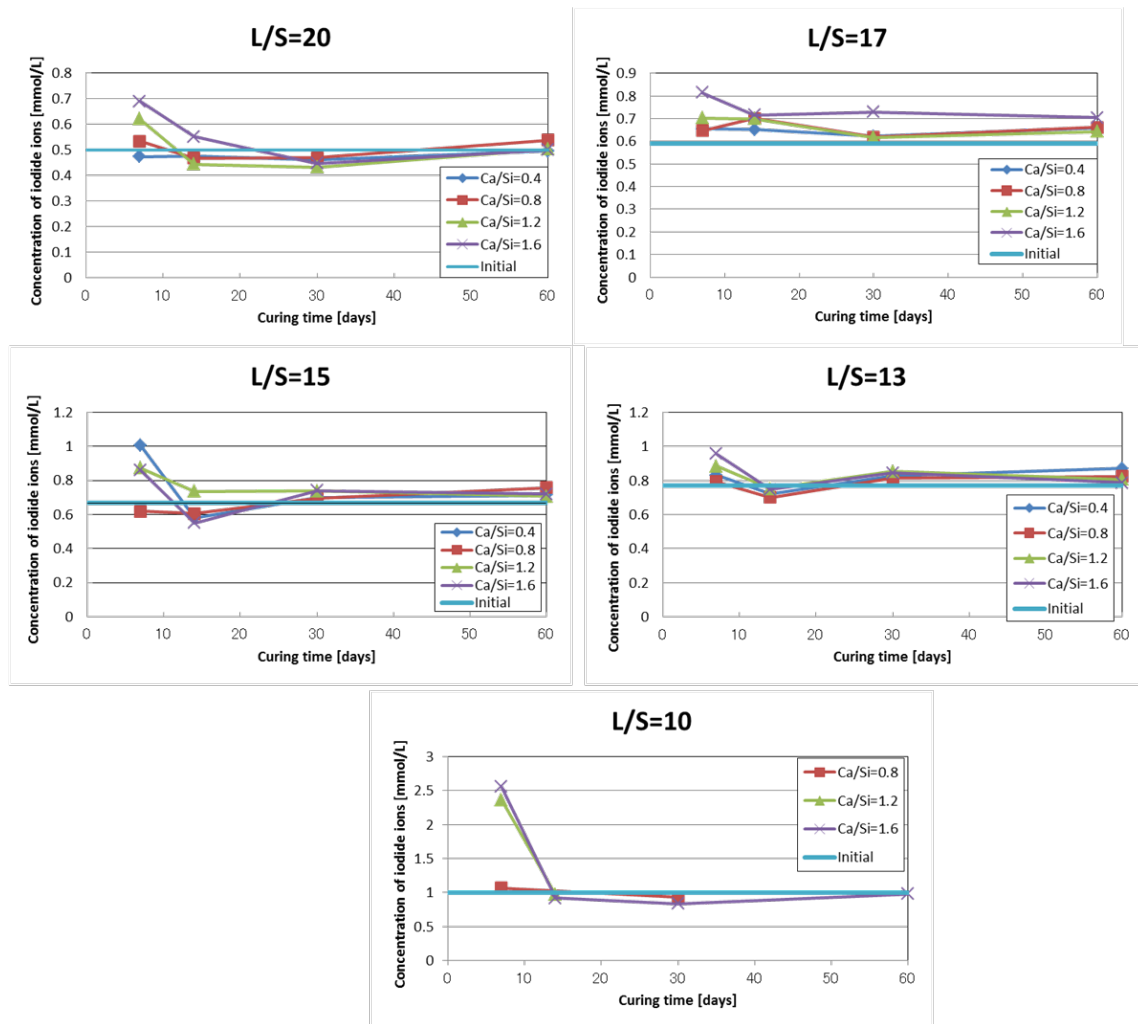 L/S=20
Concentration of iodide ions [mmol/L]
0.8
0.7
0.6
0.5
0.4
0.3
0.2
0.1
0
0 10 20 30 40 50 60
Curing time [days]
Ca/Si=0.4
Ca/Si=0.8
Ca/Si=1.2
Ca/Si=1.6
Initial
L/S=17
Concentration of iodide ions [mmol/L]
0.9
0.8
0.7
0.6
0.5
0.4
0.3
0.2
0.1
0
0 10 20 30 40 50 60
Curing time [days]
Ca/Si=0.4
Ca/Si=0.8
Ca/Si=1.2
Ca/Si=1.6
Initial
L/S=15
Concentration of iodide ions [mmol/L]
1.2
1
0.8
0.6
0.4
0.2
0
0 10 20 30 40 50 60
Curing time [days]
Ca/Si=0.4
Ca/Si=0.8
Ca/Si=1.2
Ca/Si=1.6
Initial
L/S=13
Concentration of iodide ions [mmol/L]
1.2
1
0.8
0.6
0.4
0.2
0
0 10 20 30 40 50 60
Curing time [days]
Ca/Si=0.4
Ca/Si=0.8
Ca/Si=1.2
Ca/Si=1.6
Initial
L/S=10
Concentration of iodide ions [mmol/L]
3
2.5
2
1.5
1
0.5
0
0 10 20 30 40 50 60
Curing time [days]
Ca/Si=0.8
Ca/Si=1.2
Ca/Si=1.6
Initial